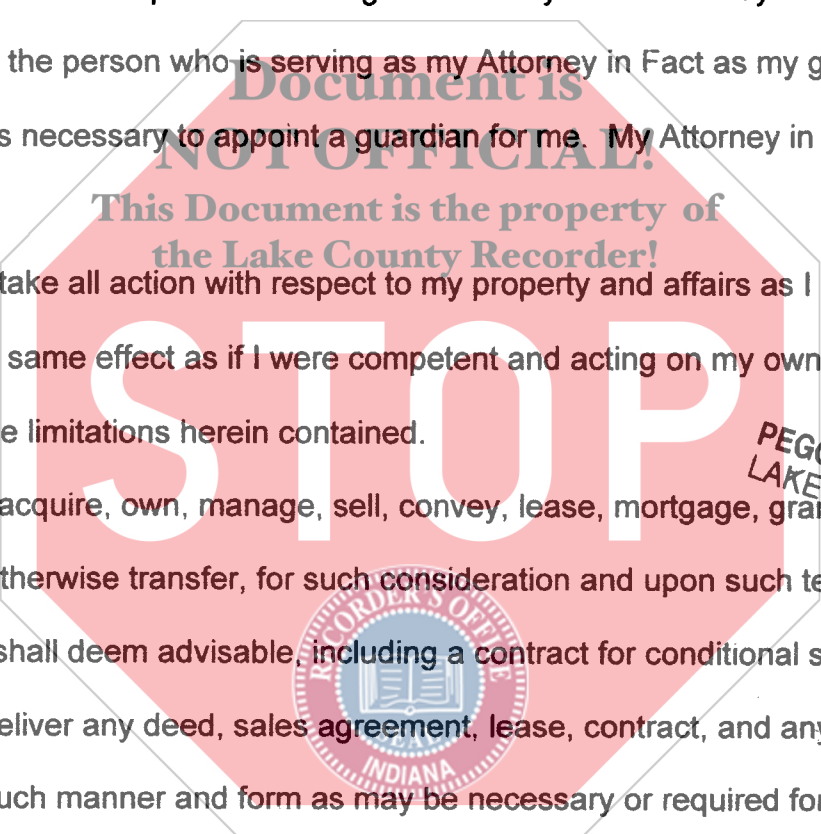 the person who is serving as my Attorney in Fact as my g
Document is
s necessary to appoint a guardian for me. My Attorney in
NOT OFFICIAL!
This Document is the property of
the Lake County Recorder!
take all action with respect to my property and affairs as I
STOP
same effect as if I were competent and acting on my own
e limitations herein contained.
PEGG
LAKE
acquire, own, manage, sell, convey, lease, mortgage, gra
therwise transfer, for such consideration and upon such te
RECORDER'S OFFICE
shall deem advisable, including a contract for conditional s
eliver any deed, sales agreement, lease, contract, and any
SEAL
INDIANA
uch manner and form as may be necessary or required for